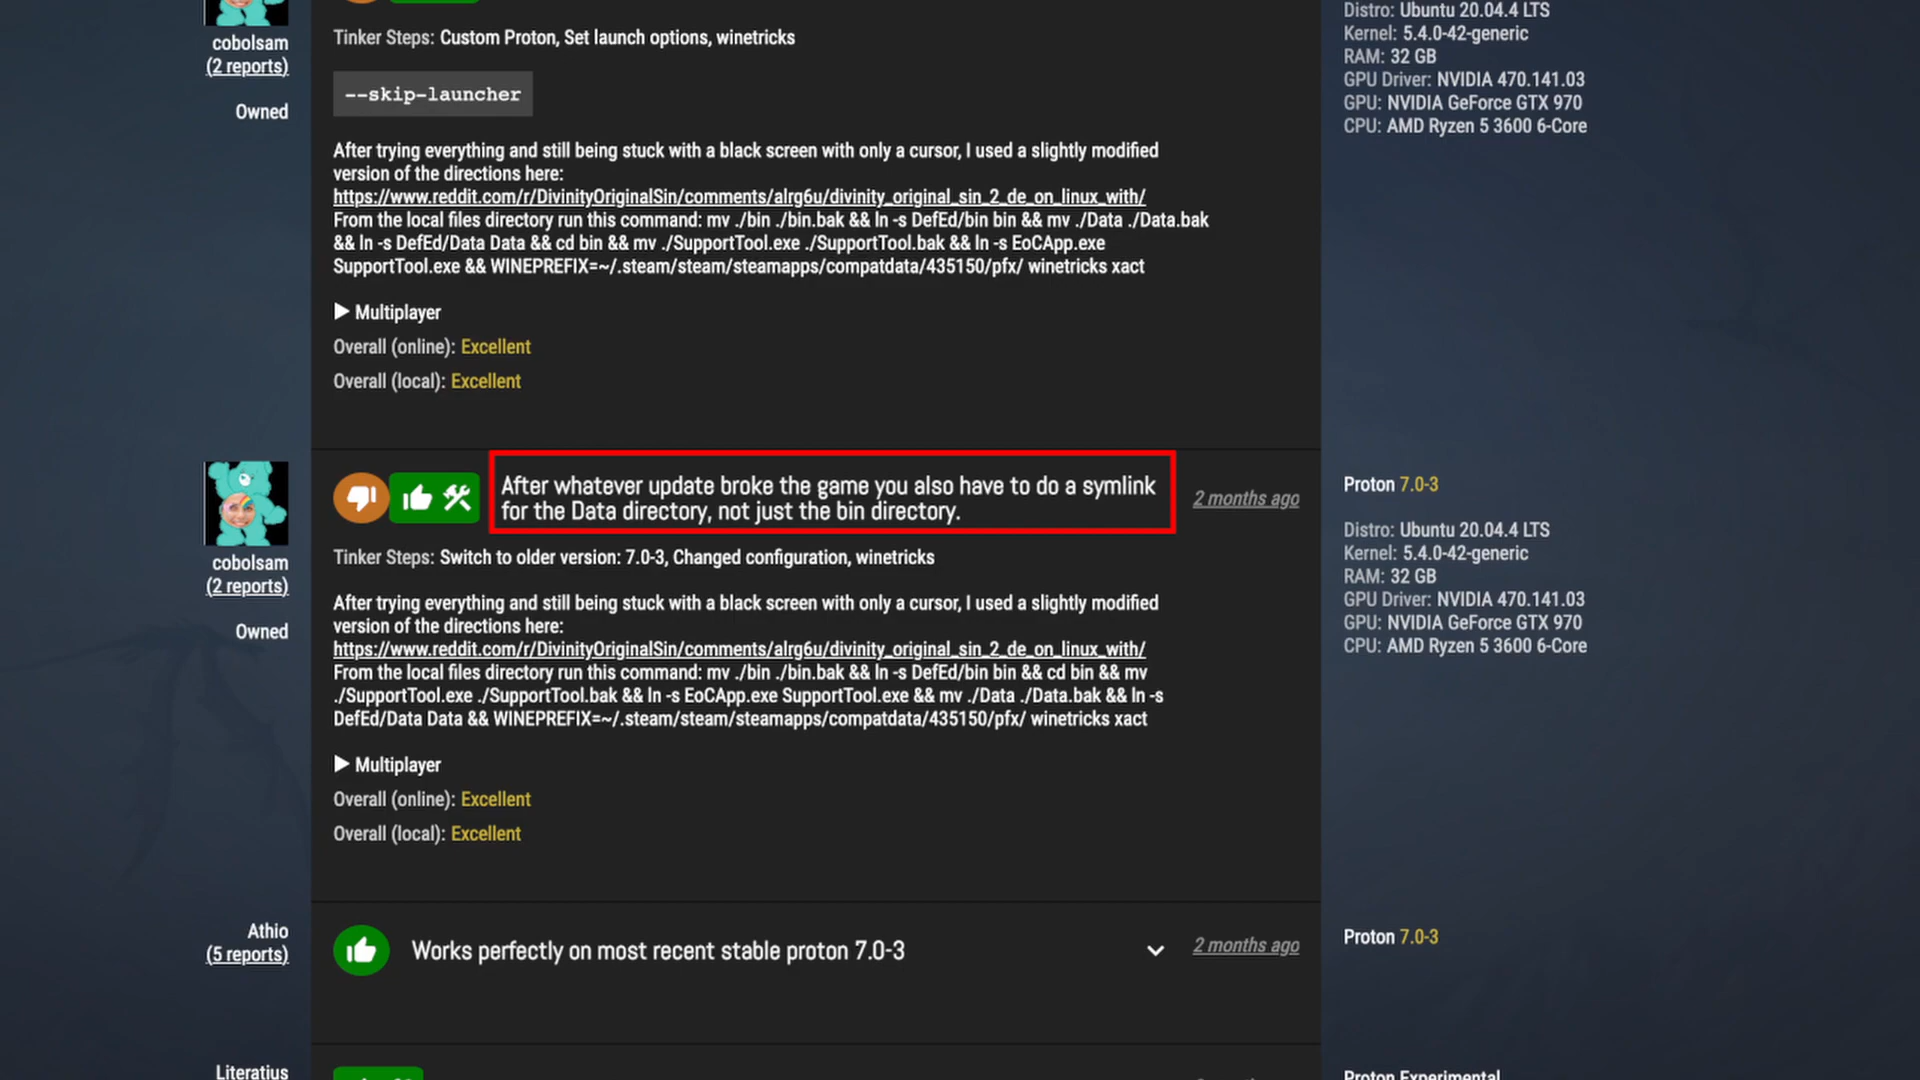 cobolsam
(2 reports)
Owned
Tinker Steps: Custom Proton, Set launch options, winetricks
--skip-launcher
After trying everything and still being stuck with a black screen with only a cursor, I used a slightly modified
version of the directions here:
https://www.reddit.com/r/DivinityOriginalSin/comments/alrg6u/divinity_original_sin_2_de_on_linux_with/
From the local files directory run this command: mv ./bin ./bin.bak && ln -s DefEd/bin bin && mv ./Data ./Data.bak
&& ln -s DefEd/Data Data && cd bin && mv ./SupportTool.exe ./SupportTool.bak && ln -s EoCApp.exe
SupportTool.exe && WINEPREFIX=~/.steam/steam/steamapps/compatdata/435150/pfx/ winetricks xact
▶ Multiplayer
Overall (online): Excellent
Overall (local): Excellent
Distro: Ubuntu 20.04.4 LTS
Kernel: 5.4.0-42-generic
RAM: 32 GB
GPU Driver: NVIDIA 470.141.03
GPU: NVIDIA GeForce GTX 970
CPU: AMD Ryzen 5 3600 6-Core
cobolsam
(2 reports)
Owned
After whatever update broke the game you also have to do a symlink
for the Data directory, not just the bin directory.
2 months ago
Tinker Steps: Switch to older version: 7.0-3, Changed configuration, winetricks
After trying everything and still being stuck with a black screen with only a cursor, I used a slightly modified
version of the directions here:
https://www.reddit.com/r/DivinityOriginalSin/comments/alrg6u/divinity_original_sin_2_de_on_linux_with/
From the local files directory run this command: mv ./bin ./bin.bak && ln -s DefEd/bin bin && cd bin && mv
./SupportTool.exe ./SupportTool.bak && ln -s EoCApp.exe SupportTool.exe && mv ./Data ./Data.bak && ln -s
DefEd/Data Data && WINEPREFIX=~/.steam/steam/steamapps/compatdata/435150/pfx/ winetricks xact
▶ Multiplayer
Overall (online): Excellent
Overall (local): Excellent
Proton 7.0-3
Distro: Ubuntu 20.04.4 LTS
Kernel: 5.4.0-42-generic
RAM: 32 GB
GPU Driver: NVIDIA 470.141.03
GPU: NVIDIA GeForce GTX 970
CPU: AMD Ryzen 5 3600 6-Core
Athio
(5 reports)
Works perfectly on most recent stable proton 7.0-3
2 months ago
Proton 7.0-3
Literatius
Proton Experimental